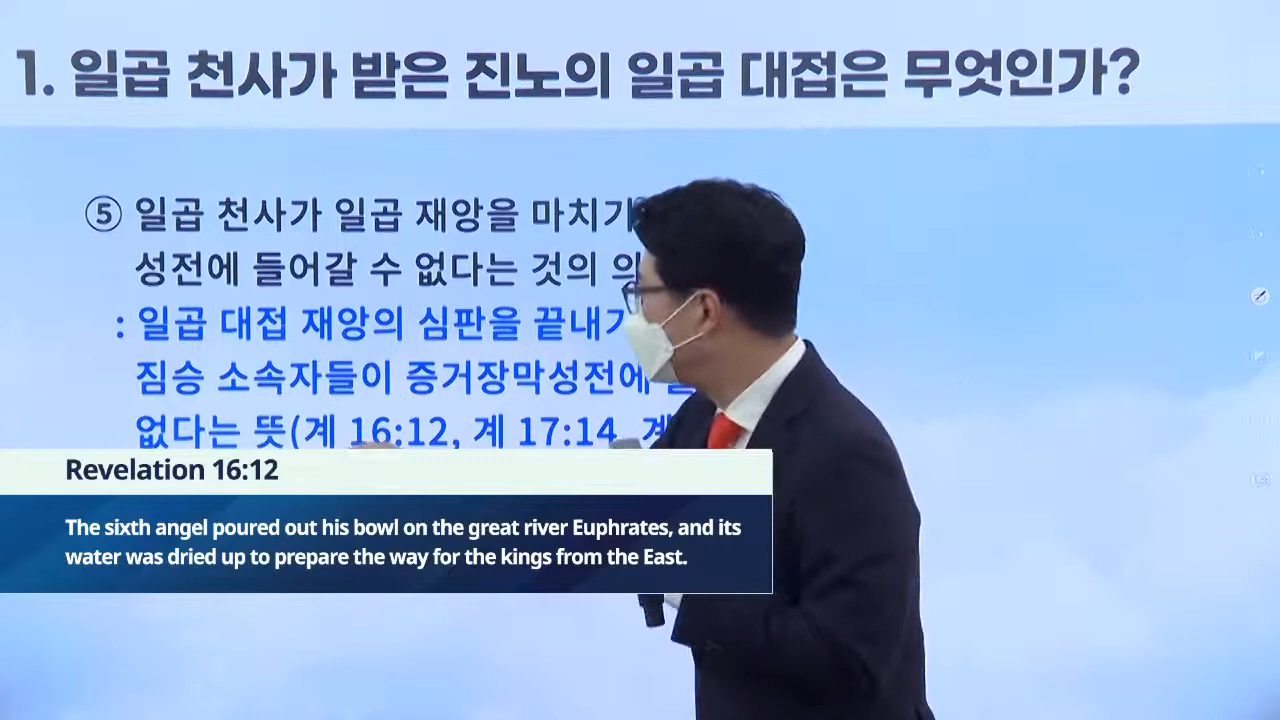 1. 일곱 천사가 받은 진노의 일곱 대접은 무엇인가?
⑤ 일곱 천사가 일곱 재앙을 마치기
성전에 들어갈 수 없다는 것의
: 일곱 대접 재앙의 심판을 끝내기
짐승 소속자들이 증거장막성전에
없다는 뜻(계 16:12, 계 17:14, 계
Revelation 16:12
The sixth angel poured out his bowl on the great river Euphrates, and its
water was dried up to prepare the way for the kings from the East.